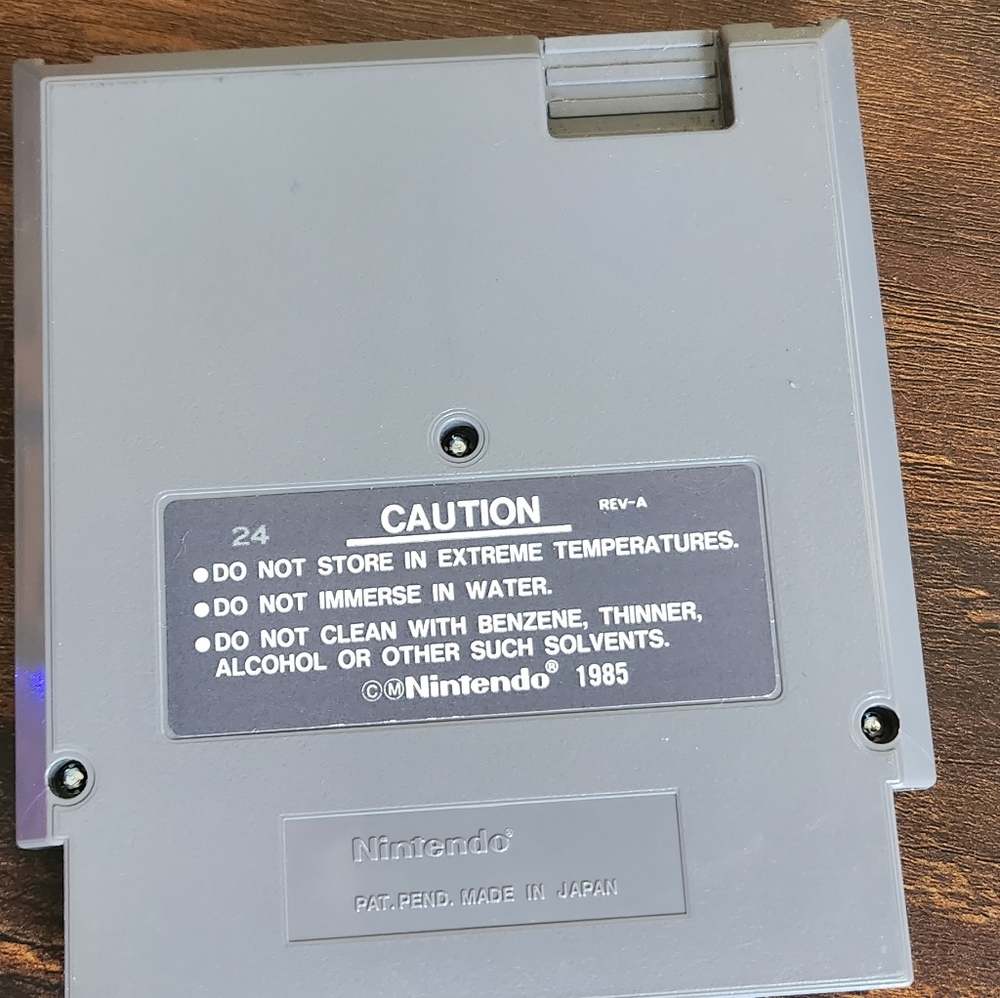 CAUTION REV-A
24
●DO NOT STORE IN EXTREME TEMPERATURES.
●DO NOT IMMERSE IN WATER.
●DO NOT CLEAN WITH BENZENE, THINNER,
ALCOHOL OR OTHER SUCH SOLVENTS.
ⒸⓂNintendo® 1985
Nintendo®
PAT. PEND. MADE IN JAPAN